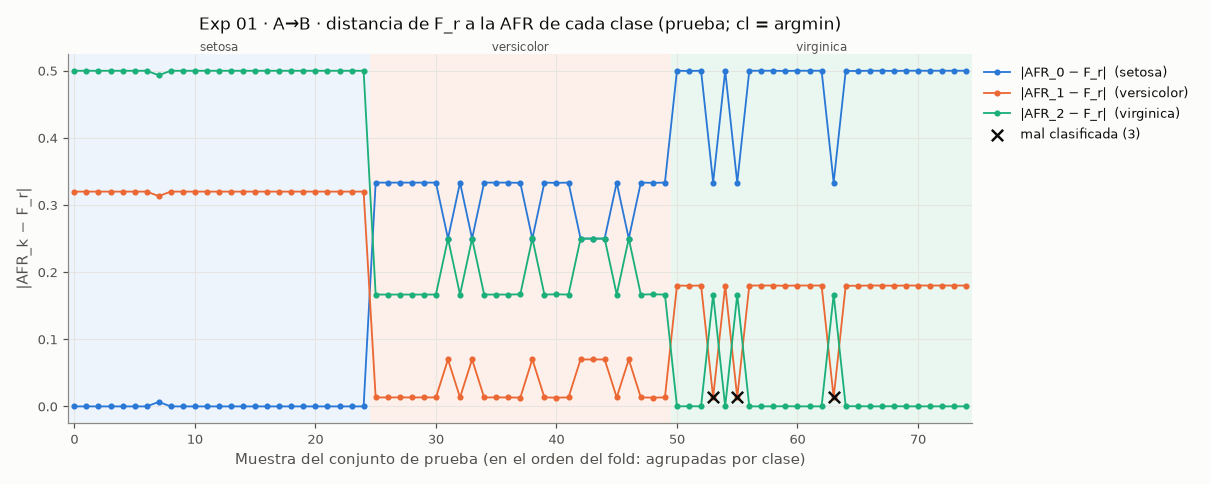 Exp 01 · A→B · distancia de F_r a la AFR de cada clase (prueba; cl = argmin)
setosa
versicolor
virginica
|AFR_0 − F_r| (setosa)
|AFR_1 − F_r| (versicolor)
|AFR_2 − F_r| (virginica)
mal clasificada (3)
|AFR_k − F_r|
0.5
0.4
0.3
0.2
0.1
0.0
0
10
20
30
40
50
60
70
Muestra del conjunto de prueba (en el orden del fold: agrupadas por clase)